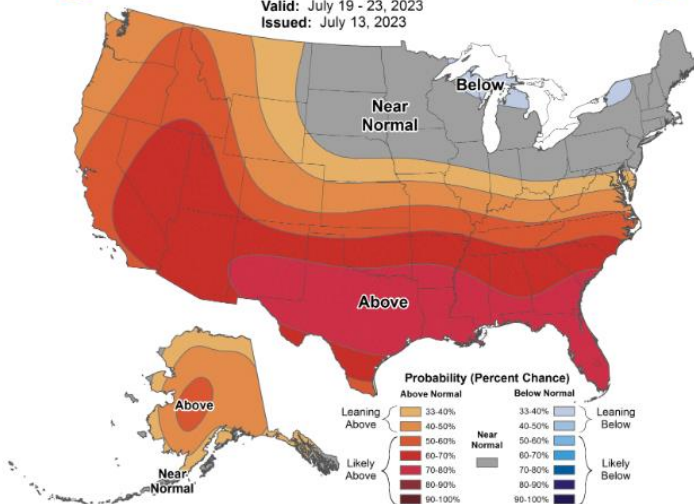 Valid: July 19 - 23, 2023
Issued: July 13, 2023
Below
Near
Normal
Above
Above
Near
Normal
Probability (Percent Chance)
Above Normal
Below Normal
Leaning
Above
33-40%
40-50%
Likely
Above
50-60%
60-70%
70-80%
80-90%
90-100%
Near
Normal
33-40%
40-50%
Leaning
Below
50-60%
60-70%
70-80%
80-90%
90-100%
Likely
Below